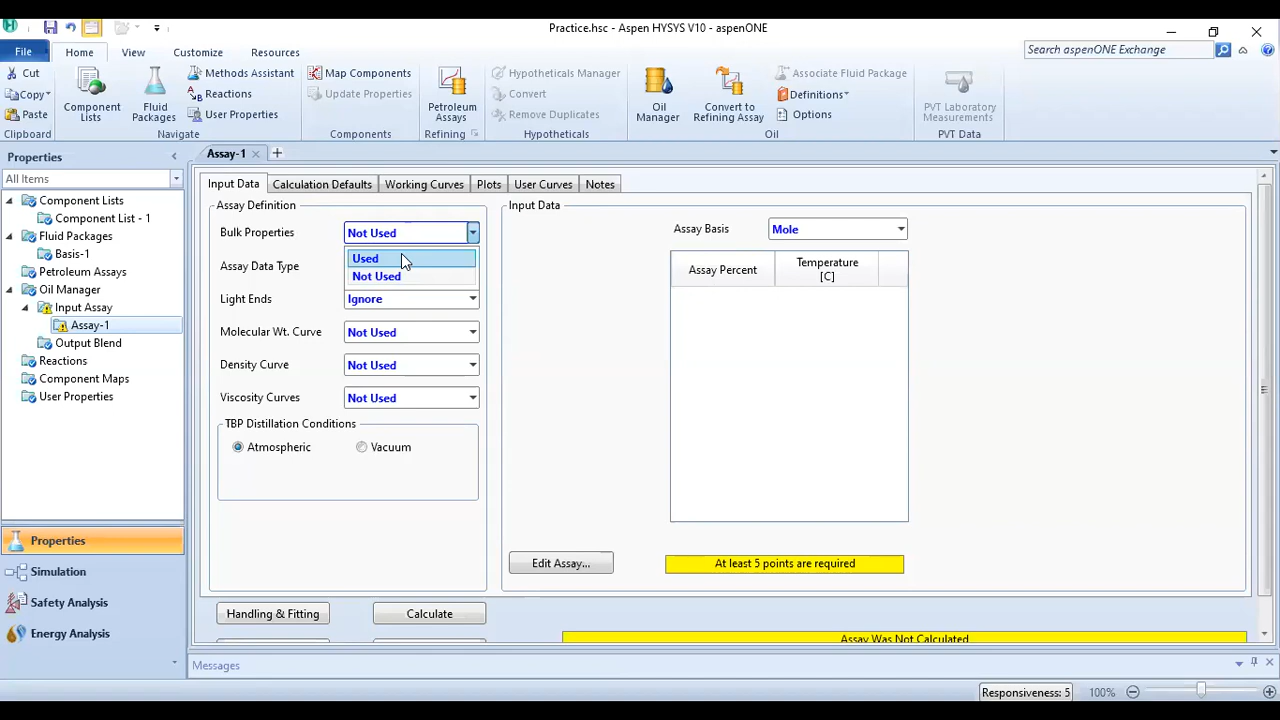 Practice.hsc - Aspen HYSYS V10 - aspenONE
File
Home
View
Customize
Resources
Search aspenONE Exchange
Cut
Copy
Paste
Clipboard
Component Lists
Fluid Packages
Methods Assistant
Reactions
User Properties
Navigate
Map Components
Update Properties
Components
Petroleum Assays
Refining
Hypotheticals Manager
Convert
Remove Duplicates
Hypotheticals
Oil Manager
Convert to Refining Assay
Associate Fluid Package
Definitions
Options
Oil
PVT Laboratory Measurements
PVT Data
Properties
All Items
Component Lists
Component List - 1
Fluid Packages
Basis-1
Petroleum Assays
Oil Manager
Input Assay
Assay-1
Output Blend
Reactions
Component Maps
User Properties
Properties
Simulation
Safety Analysis
Energy Analysis
Assay-1
Input Data
Calculation Defaults
Working Curves
Plots
User Curves
Notes
Assay Definition
Bulk Properties
Not Used
Used
Not Used
Assay Data Type
Light Ends
Ignore
Molecular Wt. Curve
Not Used
Density Curve
Not Used
Viscosity Curves
Not Used
TBP Distillation Conditions
Atmospheric
Vacuum
Input Data
Assay Basis
Mole
Assay Percent
Temperature
[C]
Edit Assay...
At least 5 points are required
Handling & Fitting
Calculate
Assay Was Not Calculated
Messages
Responsiveness: 5
100%